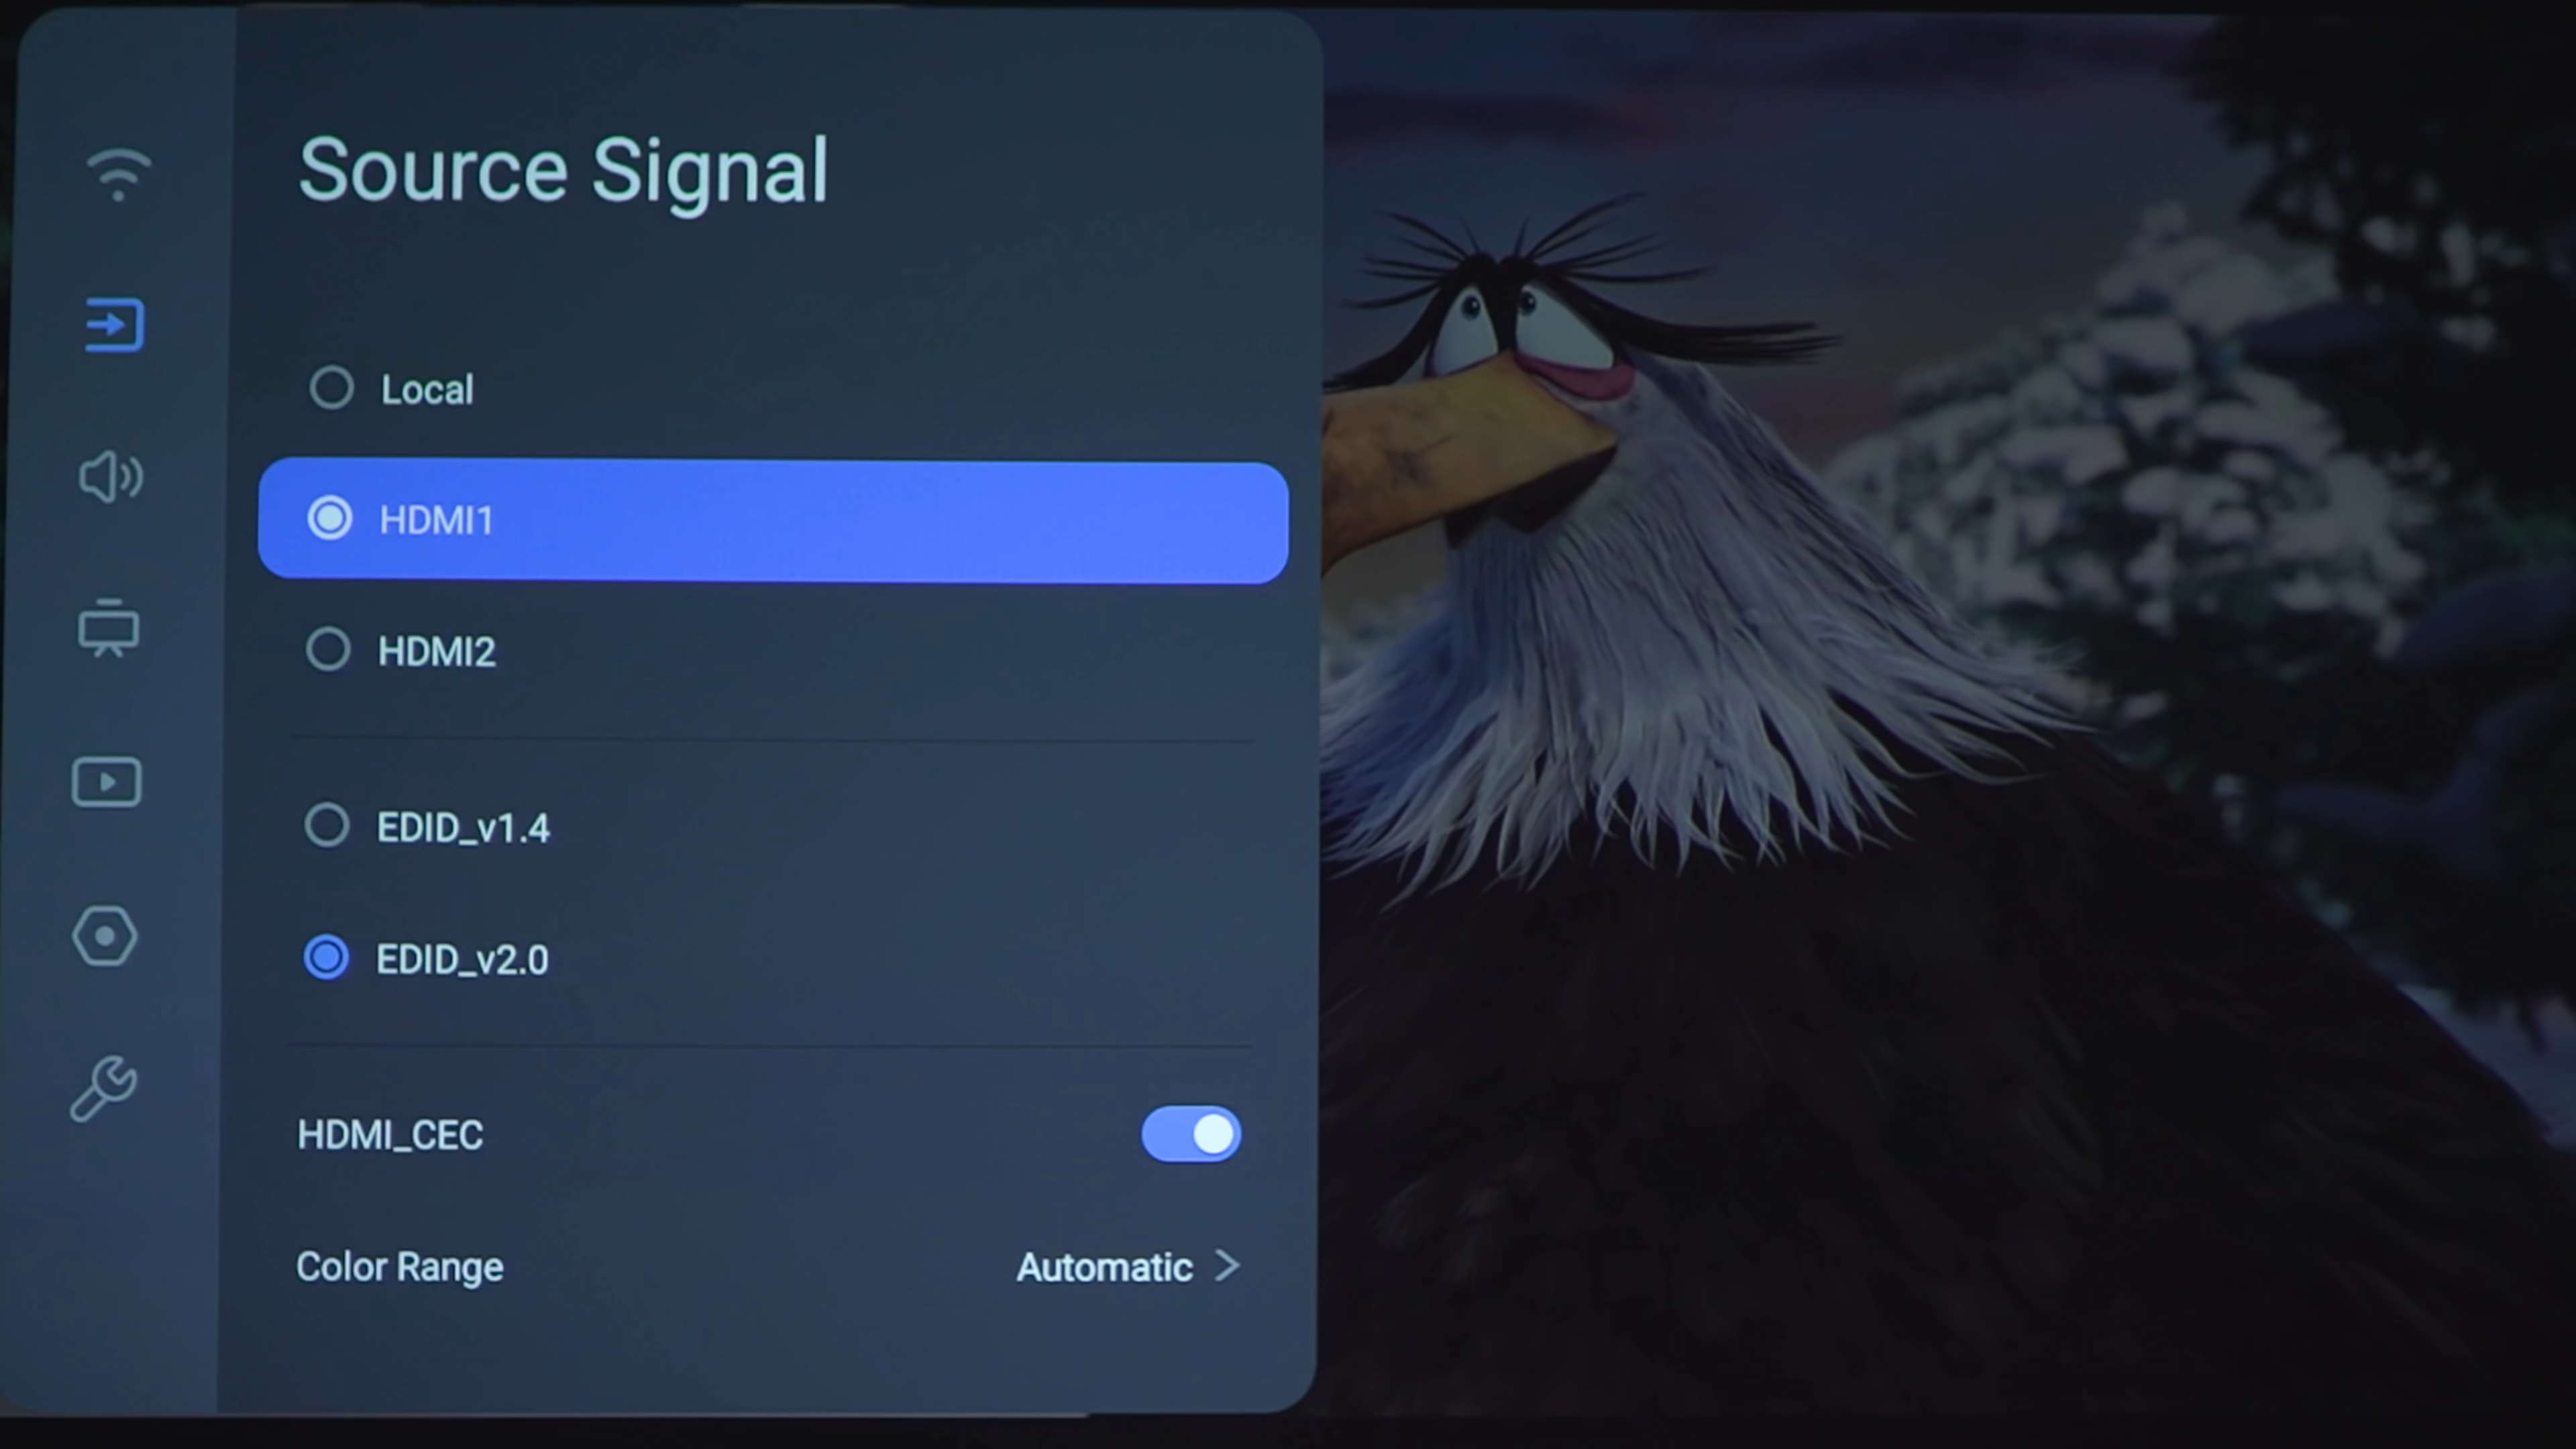 Source Signal
Local
HDMI1
HDMI2
EDID_v1.4
EDID_v2.0
HDMI_CEC
Color Range
Automatic